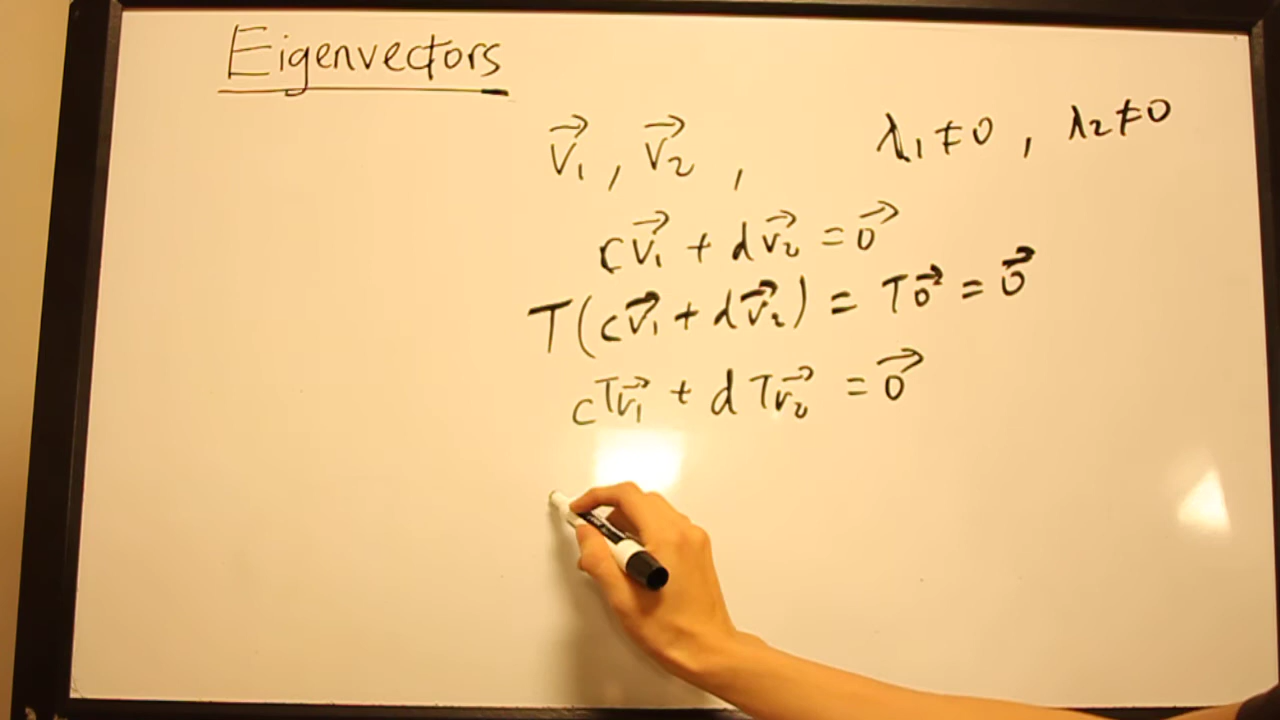 Eigenvectors
v⃗₁, v⃗₂, λ₁≠0, λ₂≠0
cv⃗₁ + dv⃗₂ = 0⃗
T(cv⃗₁ + dv⃗₂) = T0⃗ = 0⃗
cTv⃗₁ + dTv⃗₂ = 0⃗